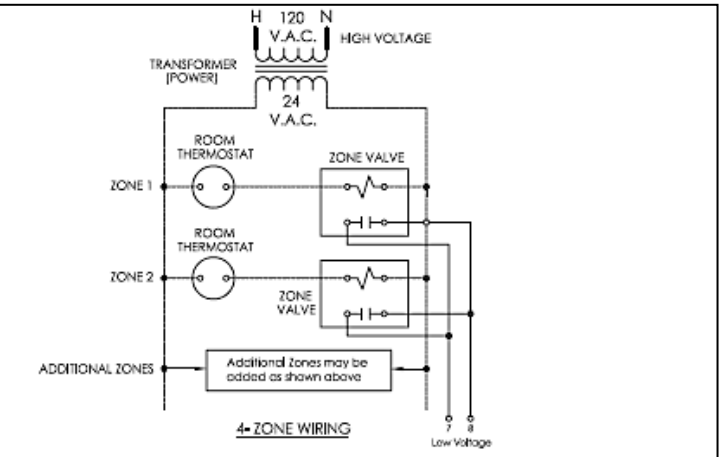 H 120 N
V.A.C.
HIGH VOLTAGE
TRANSFORMER
(POWER)
24
V.A.C.
ROOM
THERMOSTAT
ZONE VALVE
ZONE 1
ROOM
THERMOSTAT
ZONE 2
ZONE
VALVE
ADDITIONAL ZONES
Additional Zones may be
added as shown above
4- ZONE WIRING
7 8
Low Voltage